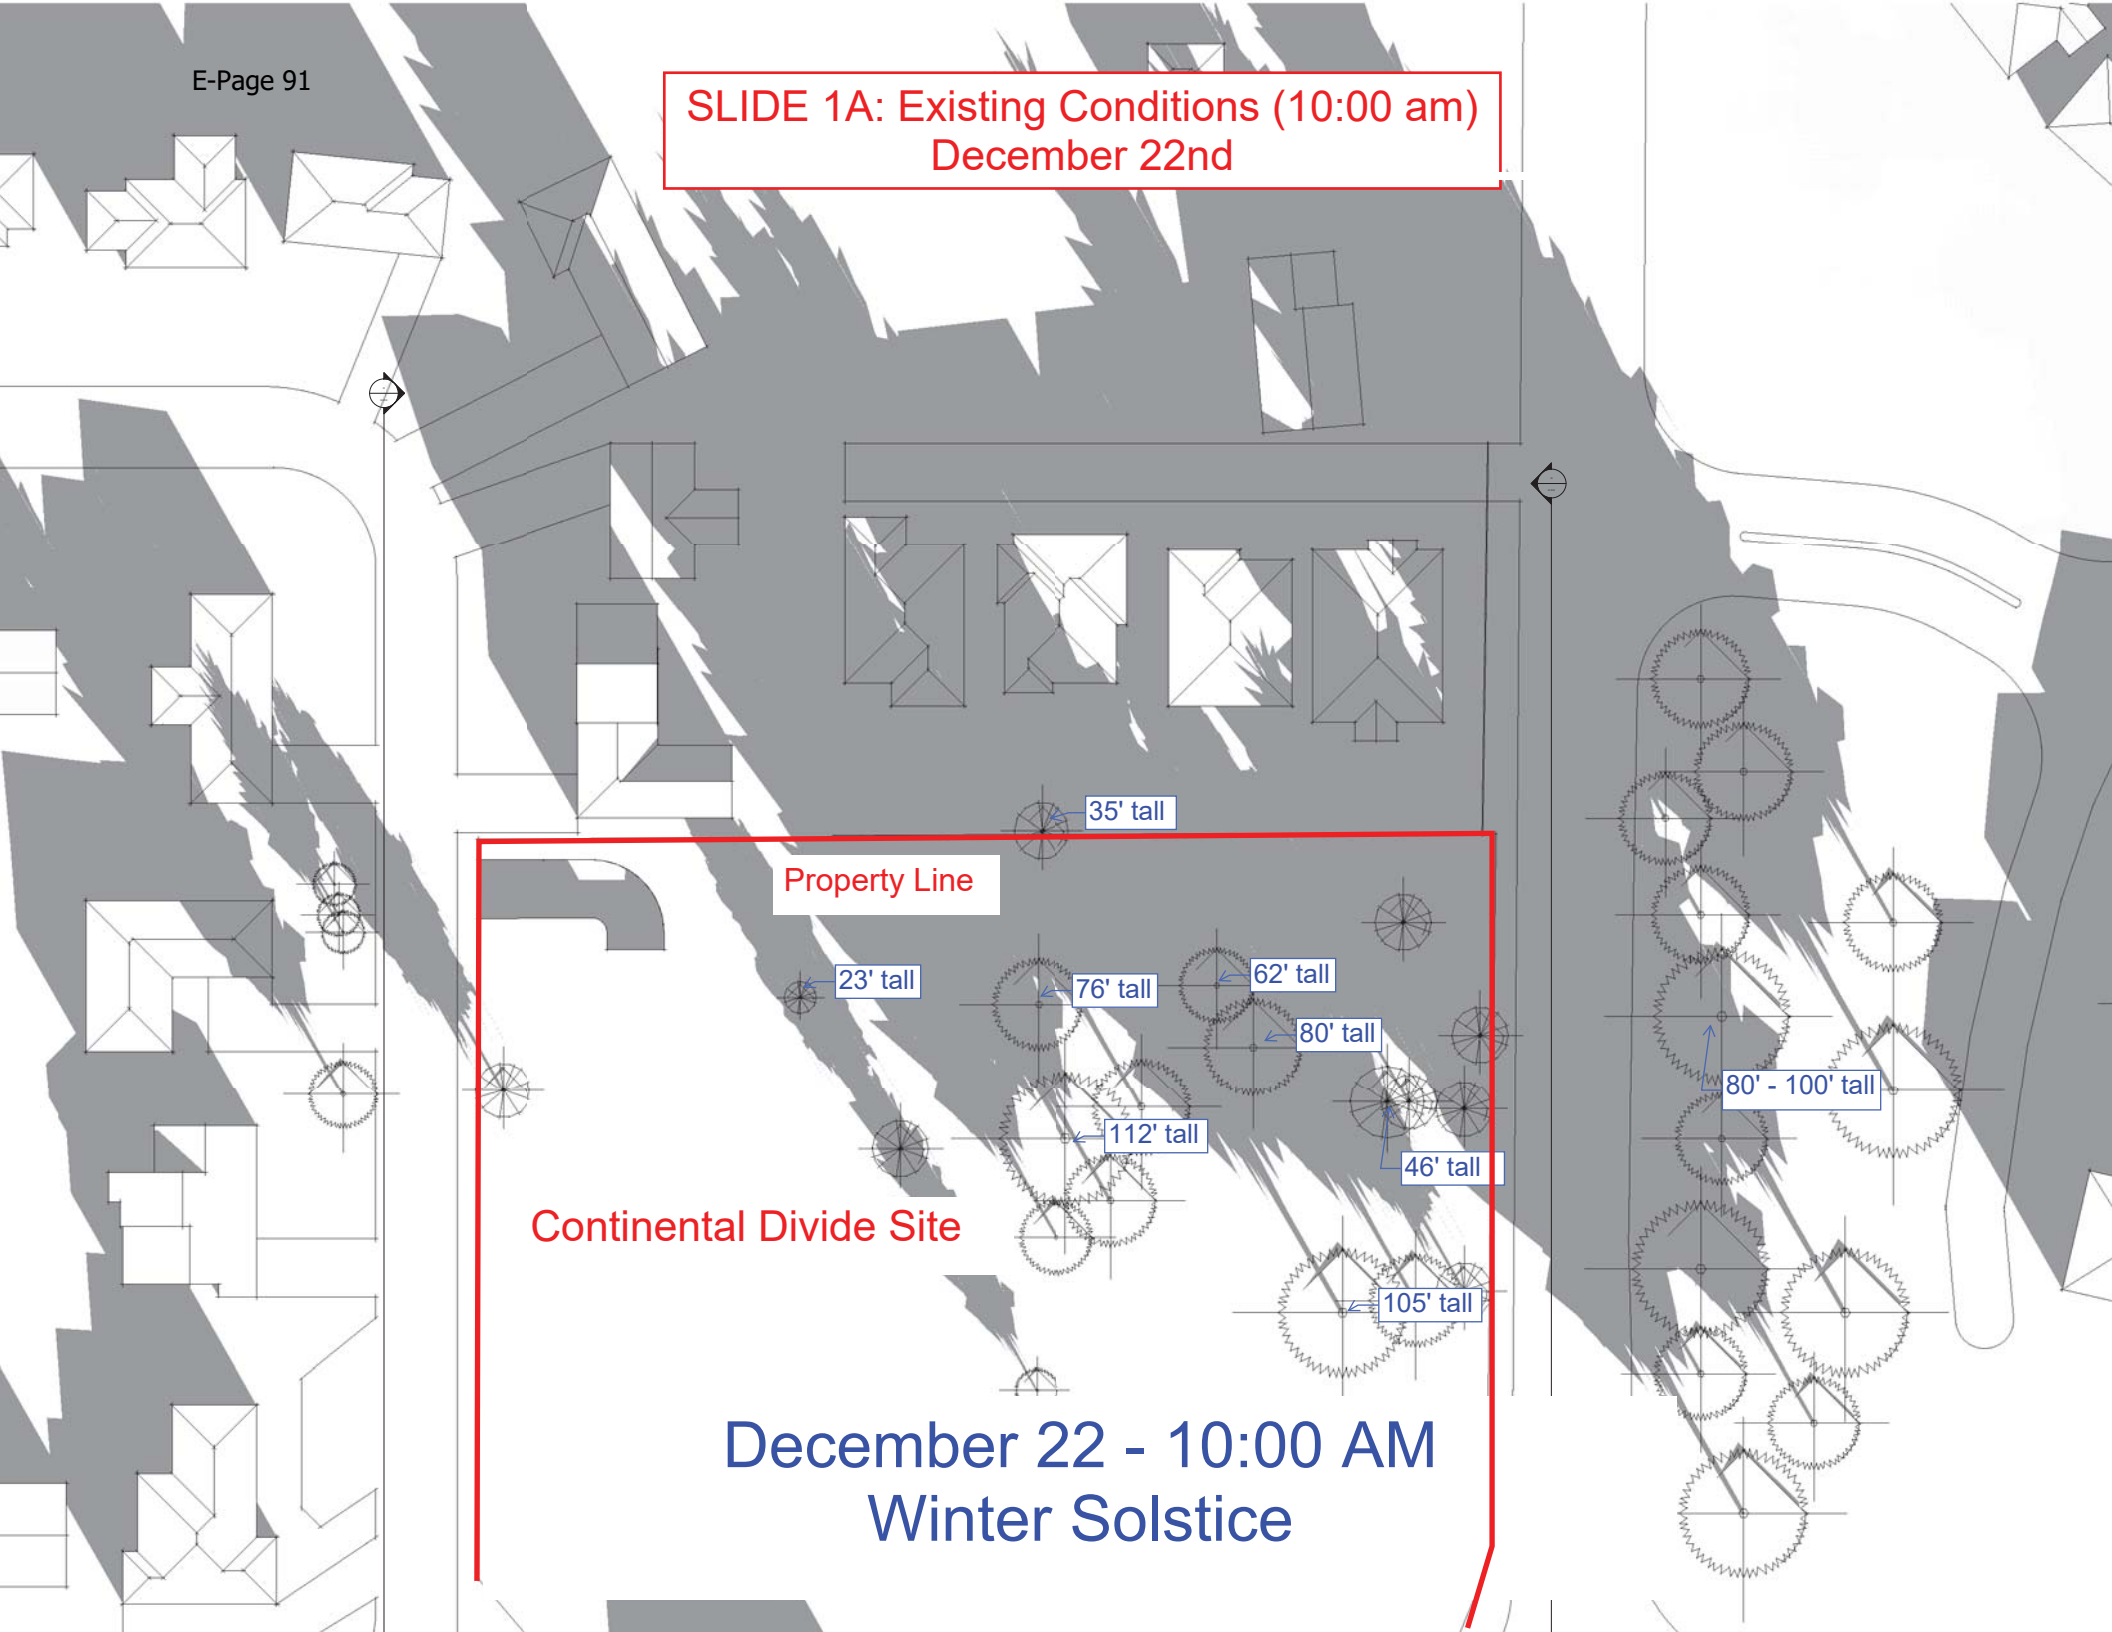 E-Page 91
SLIDE 1A: Existing Conditions (10:00 am)
December 22nd
35' tall
Property Line
23' tall
76' tall
62' tall
80' tall
80' - 100' tall
112' tall
46' tall
Continental Divide Site
105' tall
December 22 - 10:00 AM
Winter Solstice